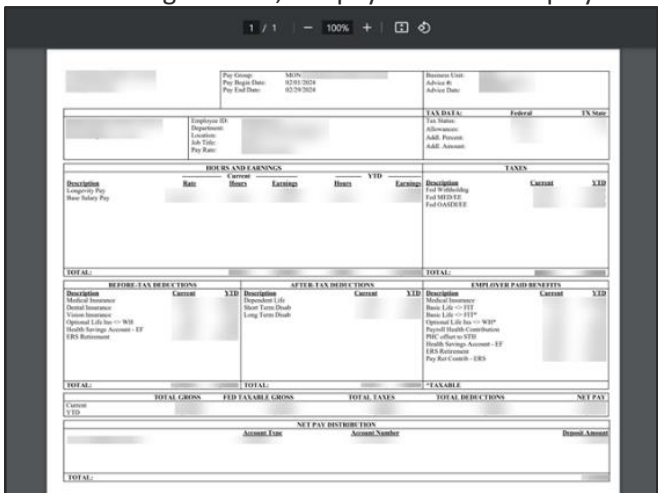 1 / 1 — 100% +
Pay Group: MON
Pay Begin Date: 02/01/2024
Pay End Date: 02/29/2024
Business Unit:
Advice #:
Advice Date:
Employee ID:
Department:
Location:
Job Title:
Pay Rate:
TAX DATA: Federal TX State
Tax Status:
Allowances:
Addl. Percent:
Addl. Amount:
HOURS AND EARNINGS
Current YTD
Description Rate Hours Earnings Hours Earnings
Longevity Pay
Base Salary Pay
TOTAL:
TAXES
Description Current YTD
Fed Withholding
Fed MED/EE
Fed OASDI/EE
TOTAL:
BEFORE-TAX DEDUCTIONS
Description Current YTD
Medical Insurance
Dental Insurance
Vision Insurance
Optional Life Ins <> WH
Health Savings Account - EF
ERS Retirement
TOTAL:
AFTER-TAX DEDUCTIONS
Description Current YTD
Dependent Life
Short Term Disab
Long Term Disab
TOTAL:
EMPLOYER PAID BENEFITS
Description Current YTD
Medical Insurance
Basic Life <> FIT
Basic Life <> FIT*
Optional Life Ins <> WH*
Payroll Health Contribution
PHC offset to STH
Health Savings Account - EF
ERS Retirement
Pay Ret Contrib - ERS
*TAXABLE
TOTAL GROSS FED TAXABLE GROSS TOTAL TAXES TOTAL DEDUCTIONS NET PAY
Current
YTD
NET PAY DISTRIBUTION
Account Type Account Number Deposit Amount
TOTAL: